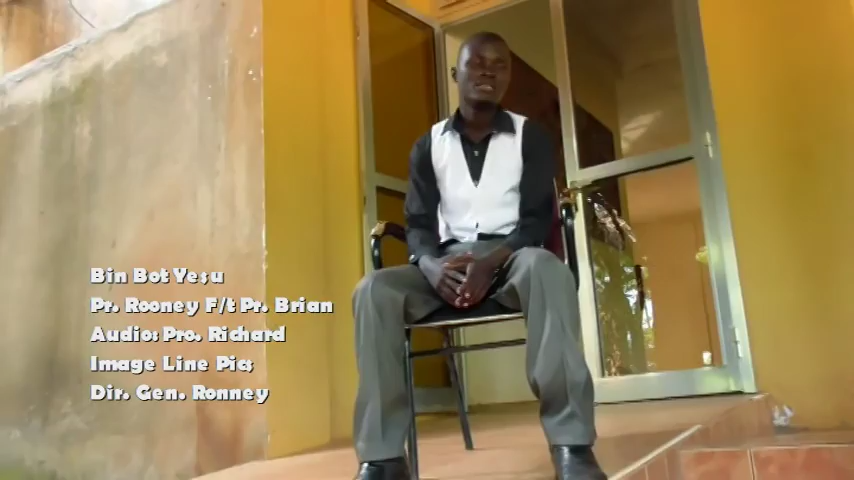 Bin Bot Yesu
Pr. Rooney F/t Pr. Brian
Audio: Pro. Richard
Image Line Pics
Dir. Gen. Ronney